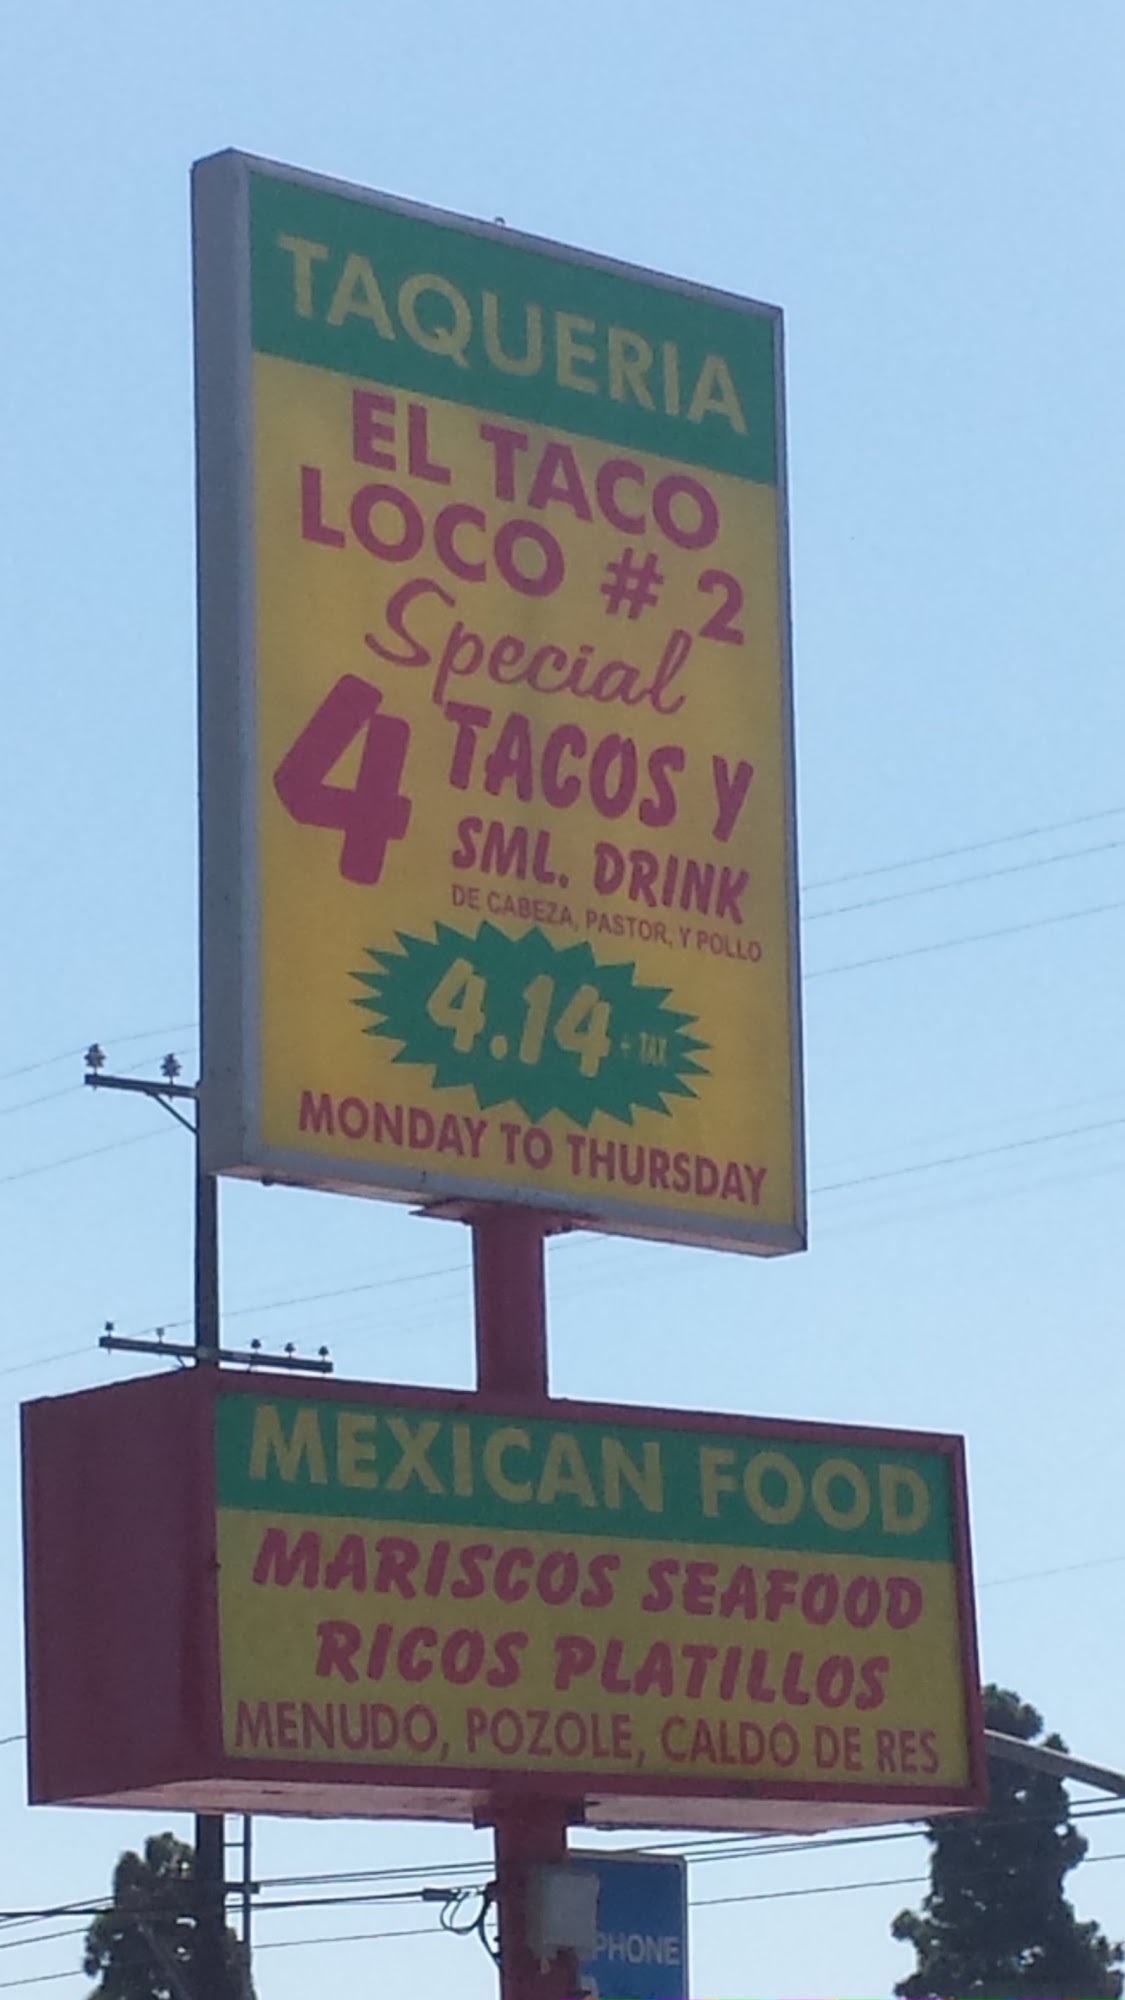 TAQUERIA
EL TACO
LOCO # 2
Special
4 TACOS Y
SML. DRINK
DE CABEZA, PASTOR, Y POLLO
4.14 + TAX
MONDAY TO THURSDAY
MEXICAN FOOD
MARISCOS SEAFOOD
RICOS PLATILLOS
MENUDO, POZOLE, CALDO DE RES
PHONE